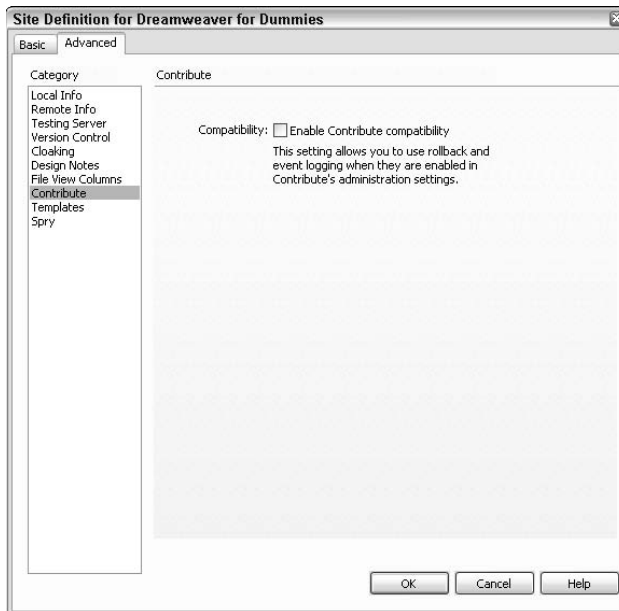 Site Definition for Dreamweaver for Dummies
Basic
Advanced
Category
Contribute
Local Info
Remote Info
Testing Server
Version Control
Cloaking
Design Notes
File View Columns
Contribute
Templates
Spry
Compatibility: Enable Contribute compatibility
This setting allows you to use rollback and
event logging when they are enabled in
Contribute's administration settings.
OK
Cancel
Help